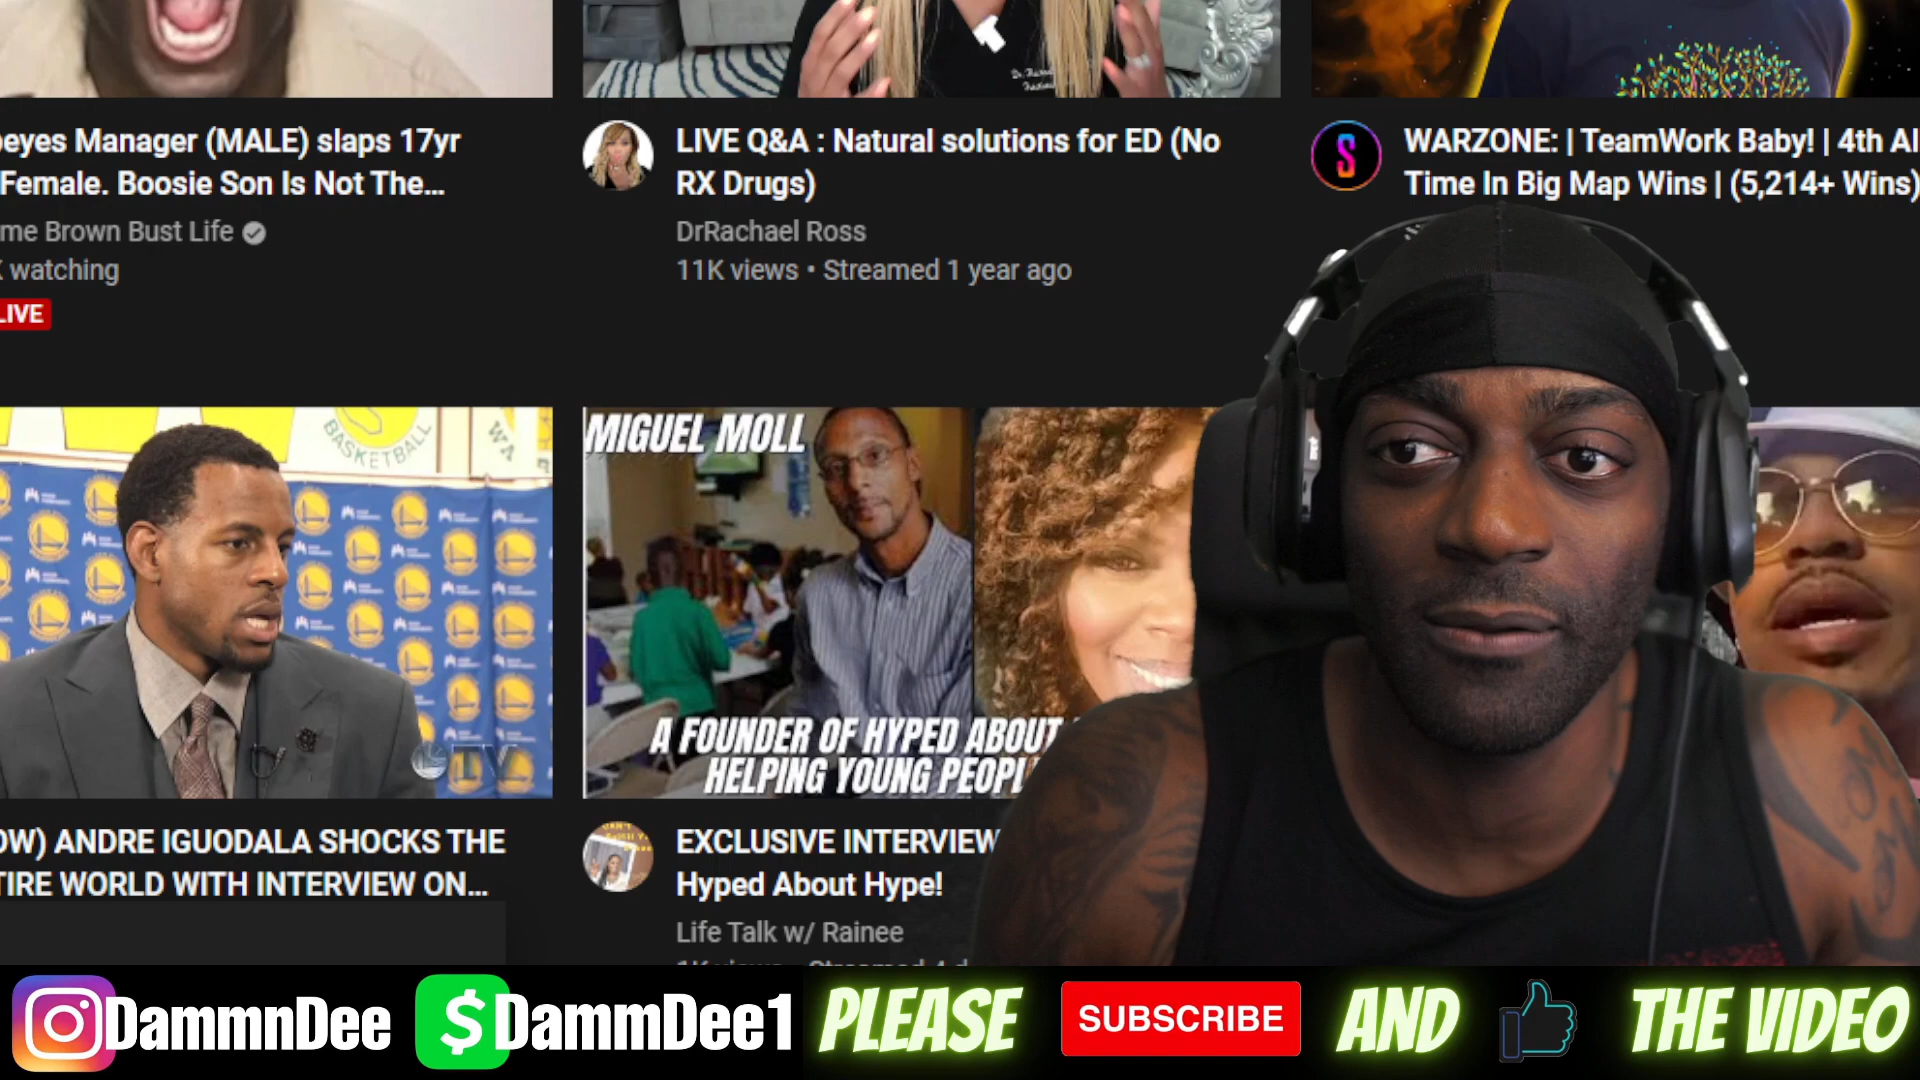 peyes Manager (MALE) slaps 17yr
Female. Boosie Son Is Not The...
me Brown Bust Life
K watching
LIVE
LIVE Q&A : Natural solutions for ED (No
RX Drugs)
DrRachael Ross
11K views • Streamed 1 year ago
S
WARZONE: | TeamWork Baby! | 4th Al
Time In Big Map Wins | (5,214+ Wins)
BASKETBALL
WA
TV
OW) ANDRE IGUODALA SHOCKS THE
TIRE WORLD WITH INTERVIEW ON...
MIGUEL MOLL
A FOUNDER OF HYPED ABOUT
HELPING YOUNG PEOPL
EXCLUSIVE INTERVIEW
Hyped About Hype!
Life Talk w/ Rainee
DammnDee
$
DammDee1
PLEASE
SUBSCRIBE
AND
THE VIDEO